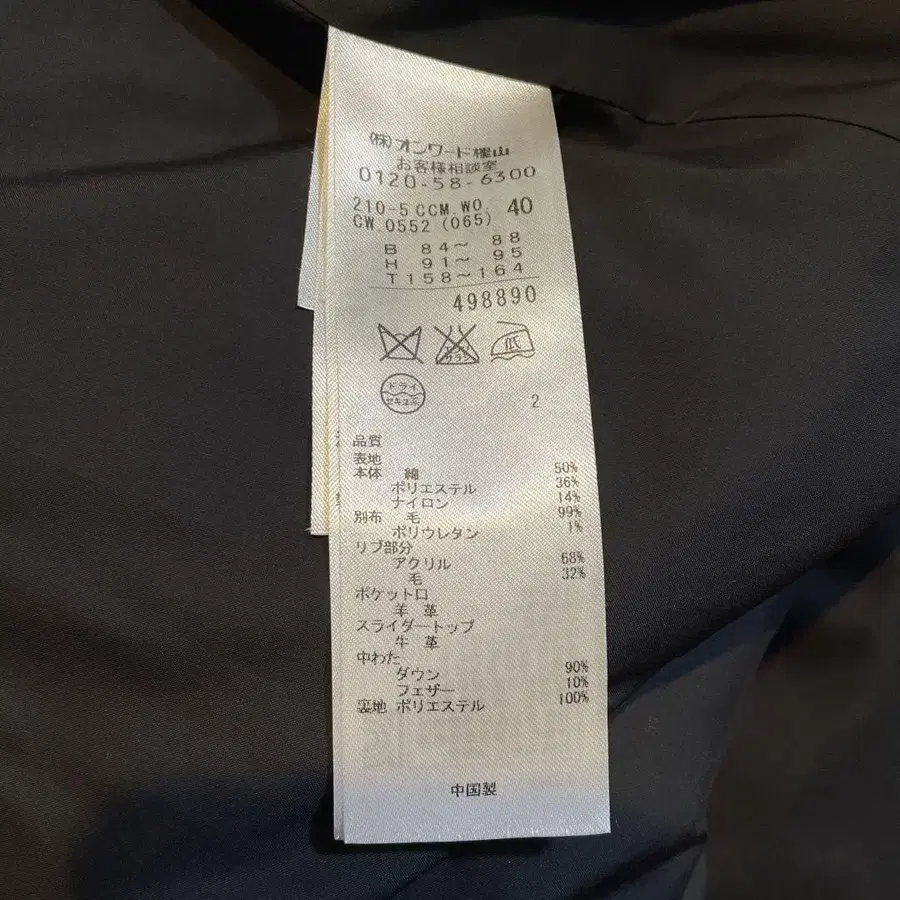 ㈱オンワード樫山
お客様相談室
0120-58-6300
210-5 CCM.WO. 40
CW.0552 (065)
B 84～ 88
H 91～ 95
T158～164
498890
低
ドライ
セキユ系
2
品質
表地
本体 綿 50%
ポリエステル 36%
ナイロン 14%
別布 毛 99%
ポリウレタン 1%
リブ部分
アクリル 68%
毛 32%
ポケット口
羊 革
スライダートップ
牛 革
中わた
ダウン 90%
フェザー 10%
裏地 ポリエステル 100%
中国製